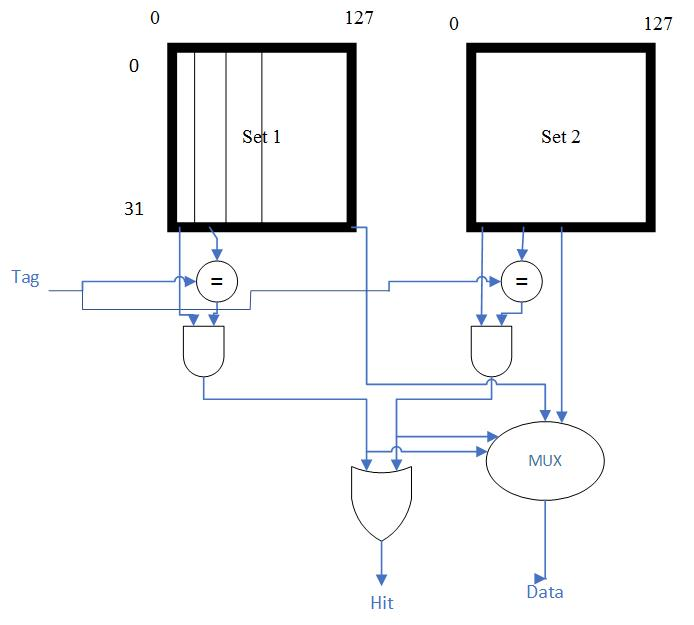 0 127 0 127
0
Set 1 Set 2
31
Tag
= =
MUX
Data
Hit